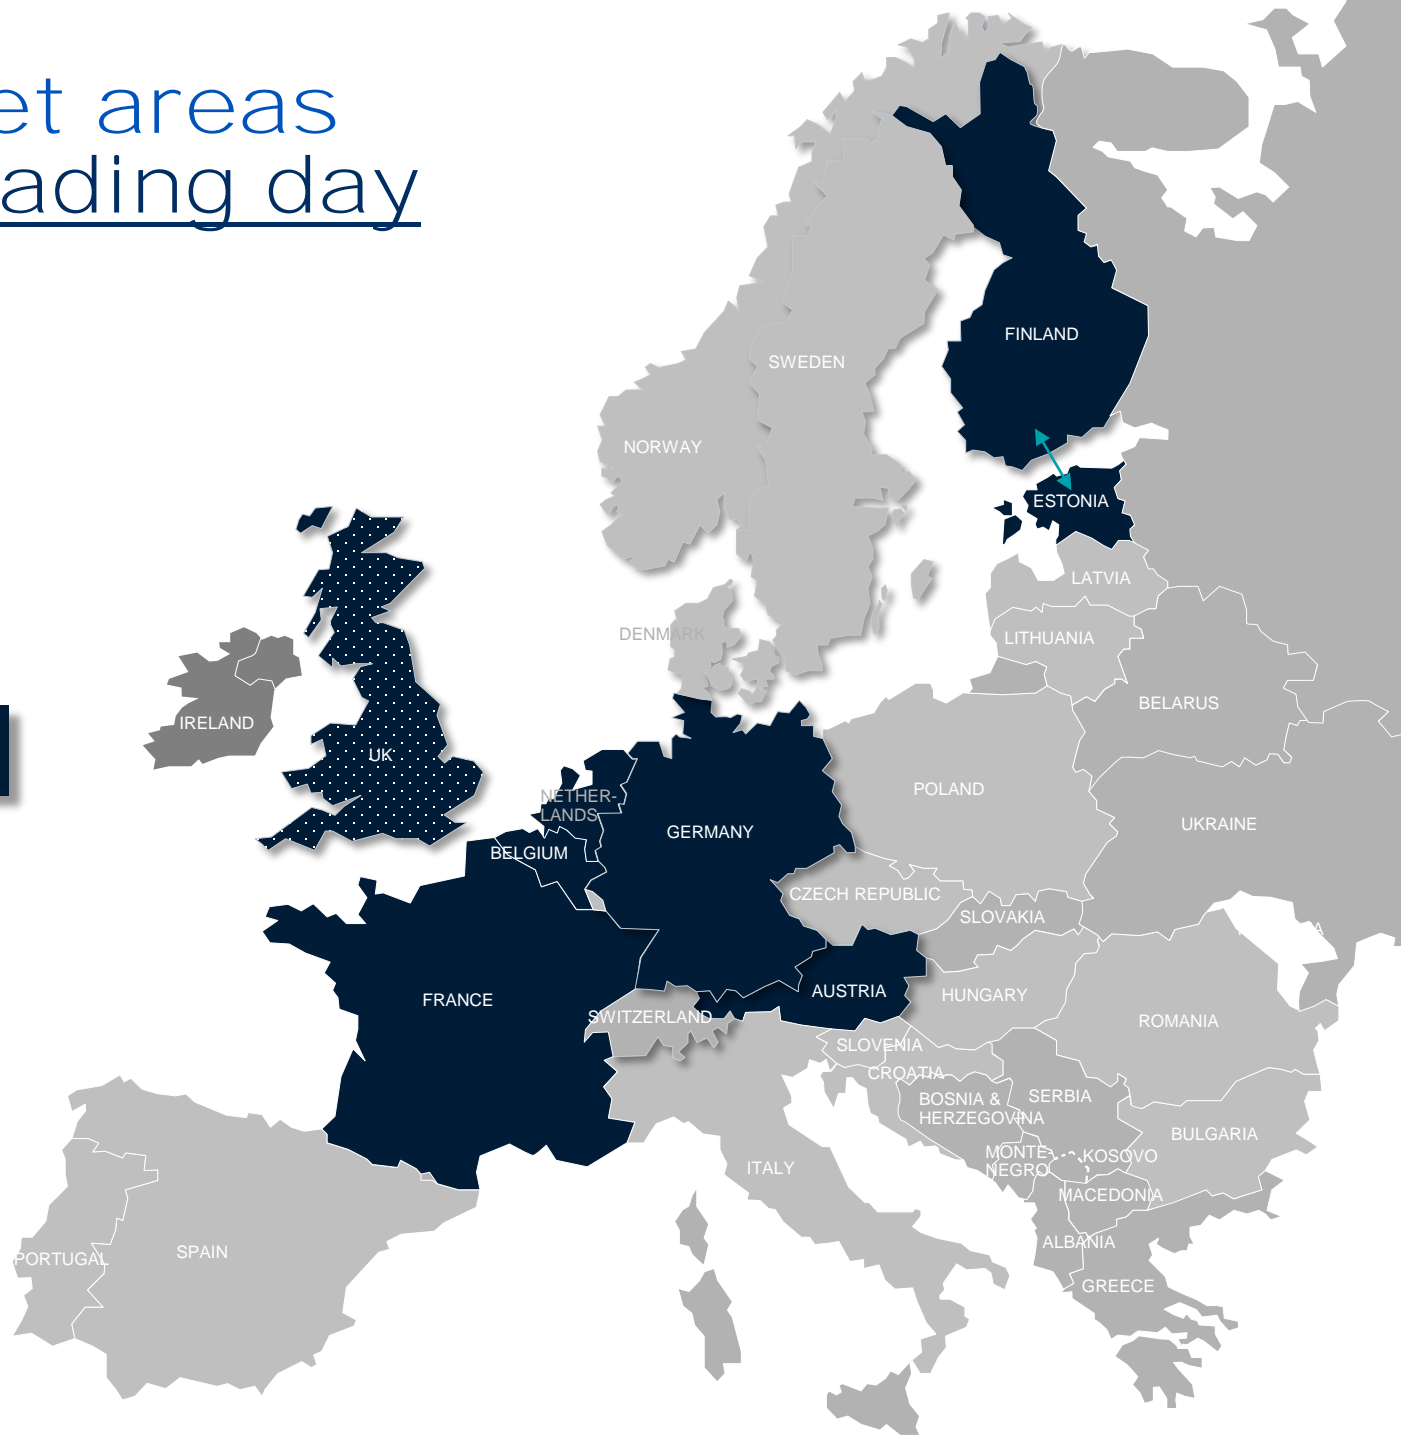 et areas
ading day
FINLAND
SWEDEN
NORWAY
ESTONIA
LATVIA
DENMARK
LITHUANIA
BELARUS
IRELAND
UK
NETHER-
LANDS
POLAND
GERMANY
UKRAINE
BELGIUM
CZECH REPUBLIC
SLOVAKIA
AUSTRIA
HUNGARY
FRANCE
SWITZERLAND
ROMANIA
SLOVENIA
CROATIA
BOSNIA &
HERZEGOVINA
SERBIA
BULGARIA
MONTE-
NEGRO
KOSOVO
ITALY
MACEDONIA
ALBANIA
SPAIN
PORTUGAL
GREECE